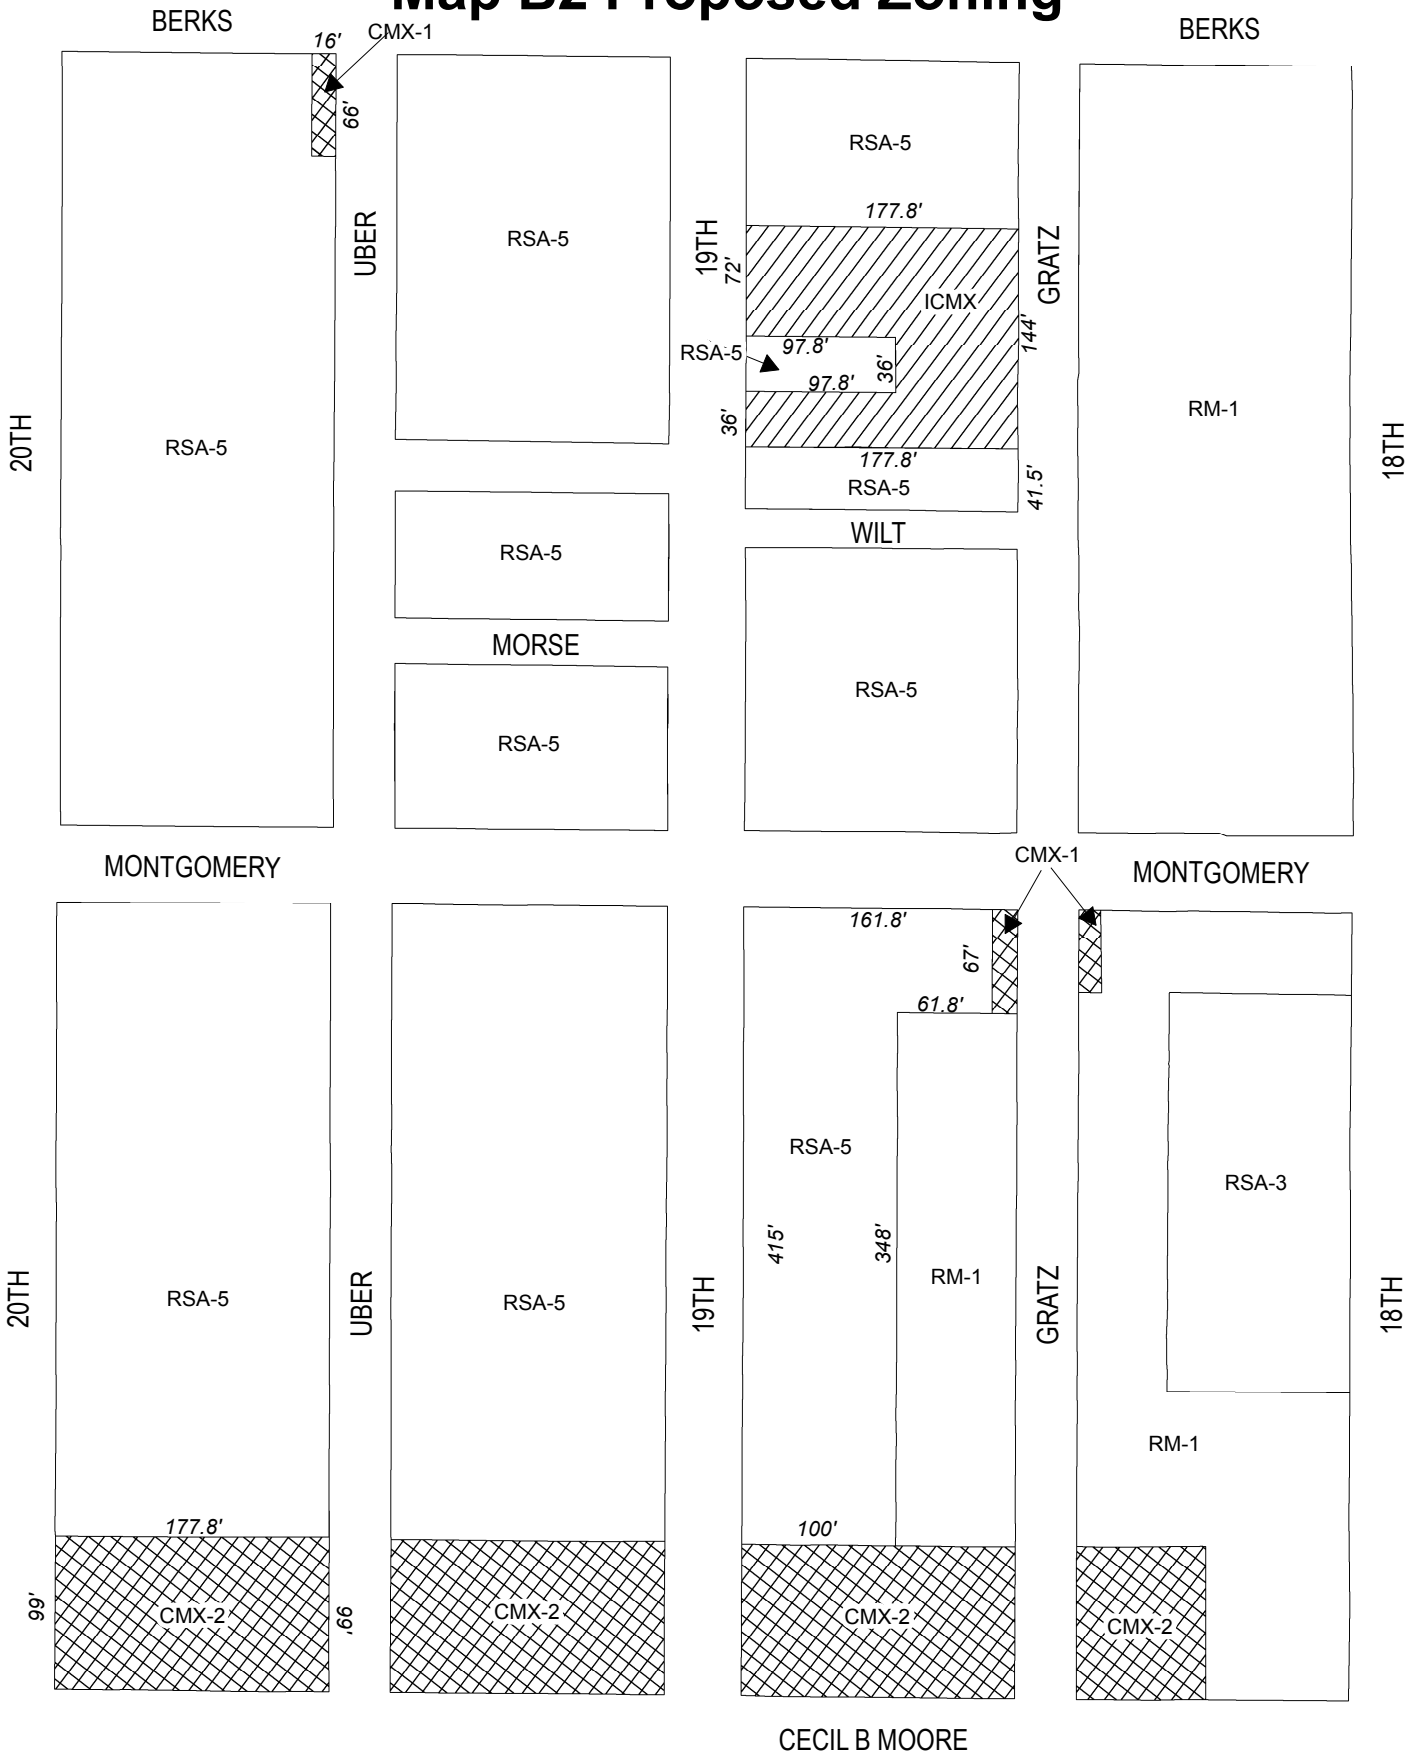 Map B2 Proposed Zoning
BERKS
BERKS
16'
CMX-1
66'
RSA-5
177.8'
UBER
RSA-5
19TH
72'
GRATZ
ICMX
144'
RSA-5
97.8'
36'
97.8'
36'
RM-1
20TH
RSA-5
18TH
177.8'
RSA-5
41.5'
WILT
RSA-5
MORSE
RSA-5
RSA-5
MONTGOMERY
CMX-1
MONTGOMERY
161.8'
67'
61.8'
RSA-5
RSA-3
415'
348'
RM-1
20TH
RSA-5
UBER
RSA-5
19TH
GRATZ
18TH
RM-1
177.8'
100'
99'
CMX-2
99'
CMX-2
CMX-2
CMX-2
CECIL B MOORE